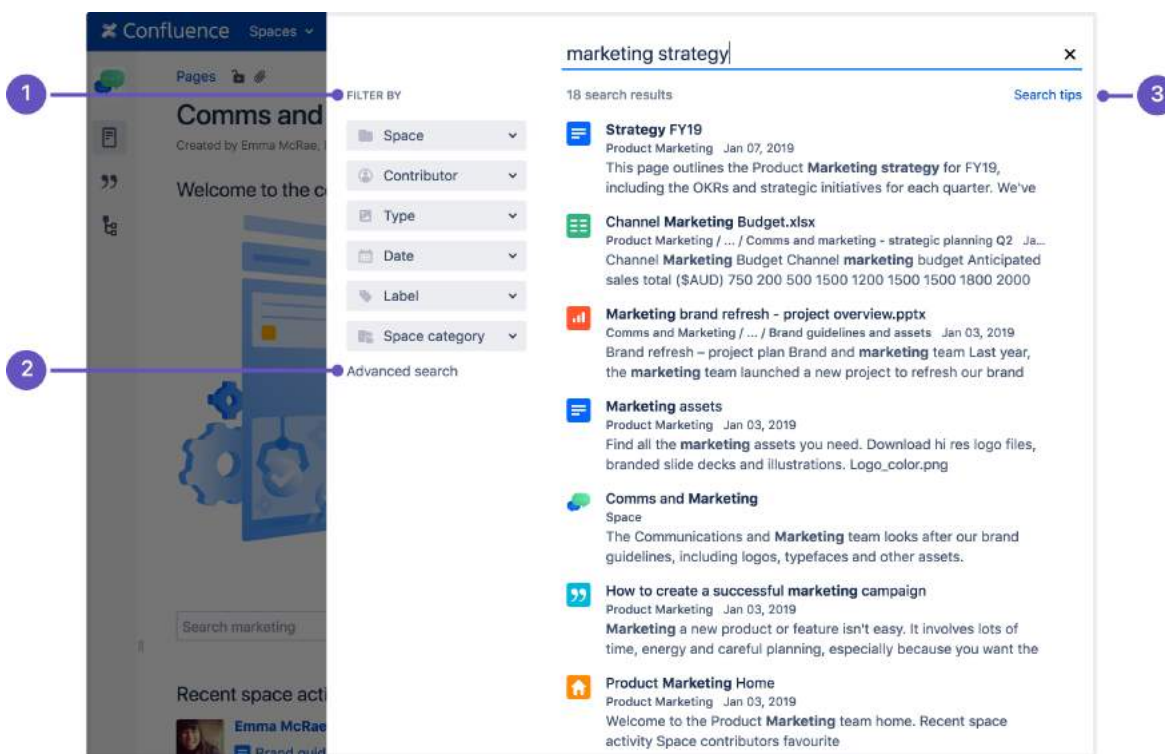 Confluence Spaces
Pages
Comms and
Created by Emma McRae,
Welcome to the c
Search marketing
Recent space acti
Emma McRae
Brand guid
1
FILTER BY
Space
Contributor
Type
Date
Label
Space category
2
Advanced search
marketing strategy
18 search results
Search tips
3
Strategy FY19
Product Marketing Jan 07, 2019
This page outlines the Product Marketing strategy for FY19,
including the OKRs and strategic initiatives for each quarter. We've
Channel Marketing Budget.xlsx
Product Marketing / ... / Comms and marketing - strategic planning Q2 Ja...
Channel Marketing Budget Channel marketing budget Anticipated
sales total ($AUD) 750 200 500 1500 1200 1500 1500 1800 2000
Marketing brand refresh - project overview.pptx
Comms and Marketing / ... / Brand guidelines and assets Jan 03, 2019
Brand refresh – project plan Brand and marketing team Last year,
the marketing team launched a new project to refresh our brand
Marketing assets
Product Marketing Jan 03, 2019
Find all the marketing assets you need. Download hi res logo files,
branded slide decks and illustrations. Logo_color.png
Comms and Marketing
Space
The Communications and Marketing team looks after our brand
guidelines, including logos, typefaces and other assets.
How to create a successful marketing campaign
Product Marketing Jan 03, 2019
Marketing a new product or feature isn't easy. It involves lots of
time, energy and careful planning, especially because you want the
Product Marketing Home
Product Marketing Jan 03, 2019
Welcome to the Product Marketing team home. Recent space
activity Space contributors favourite